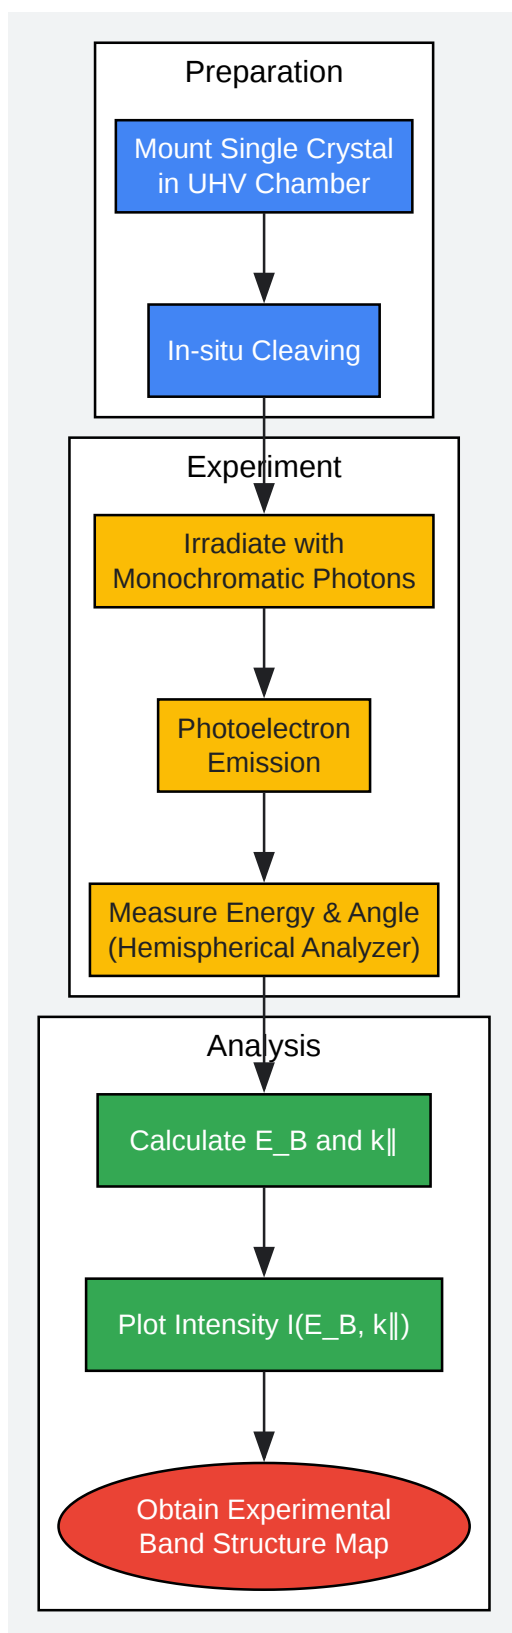 Preparation
Mount Single Crystal
in UHV Chamber
In-situ Cleaving
Experiment
Irradiate with
Monochromatic Photons
Photoelectron
Emission
Measure Energy & Angle
(Hemispherical Analyzer)
Analysis
Calculate E_B and k∥
Plot Intensity I(E_B, k∥)
Obtain Experimental
Band Structure Map